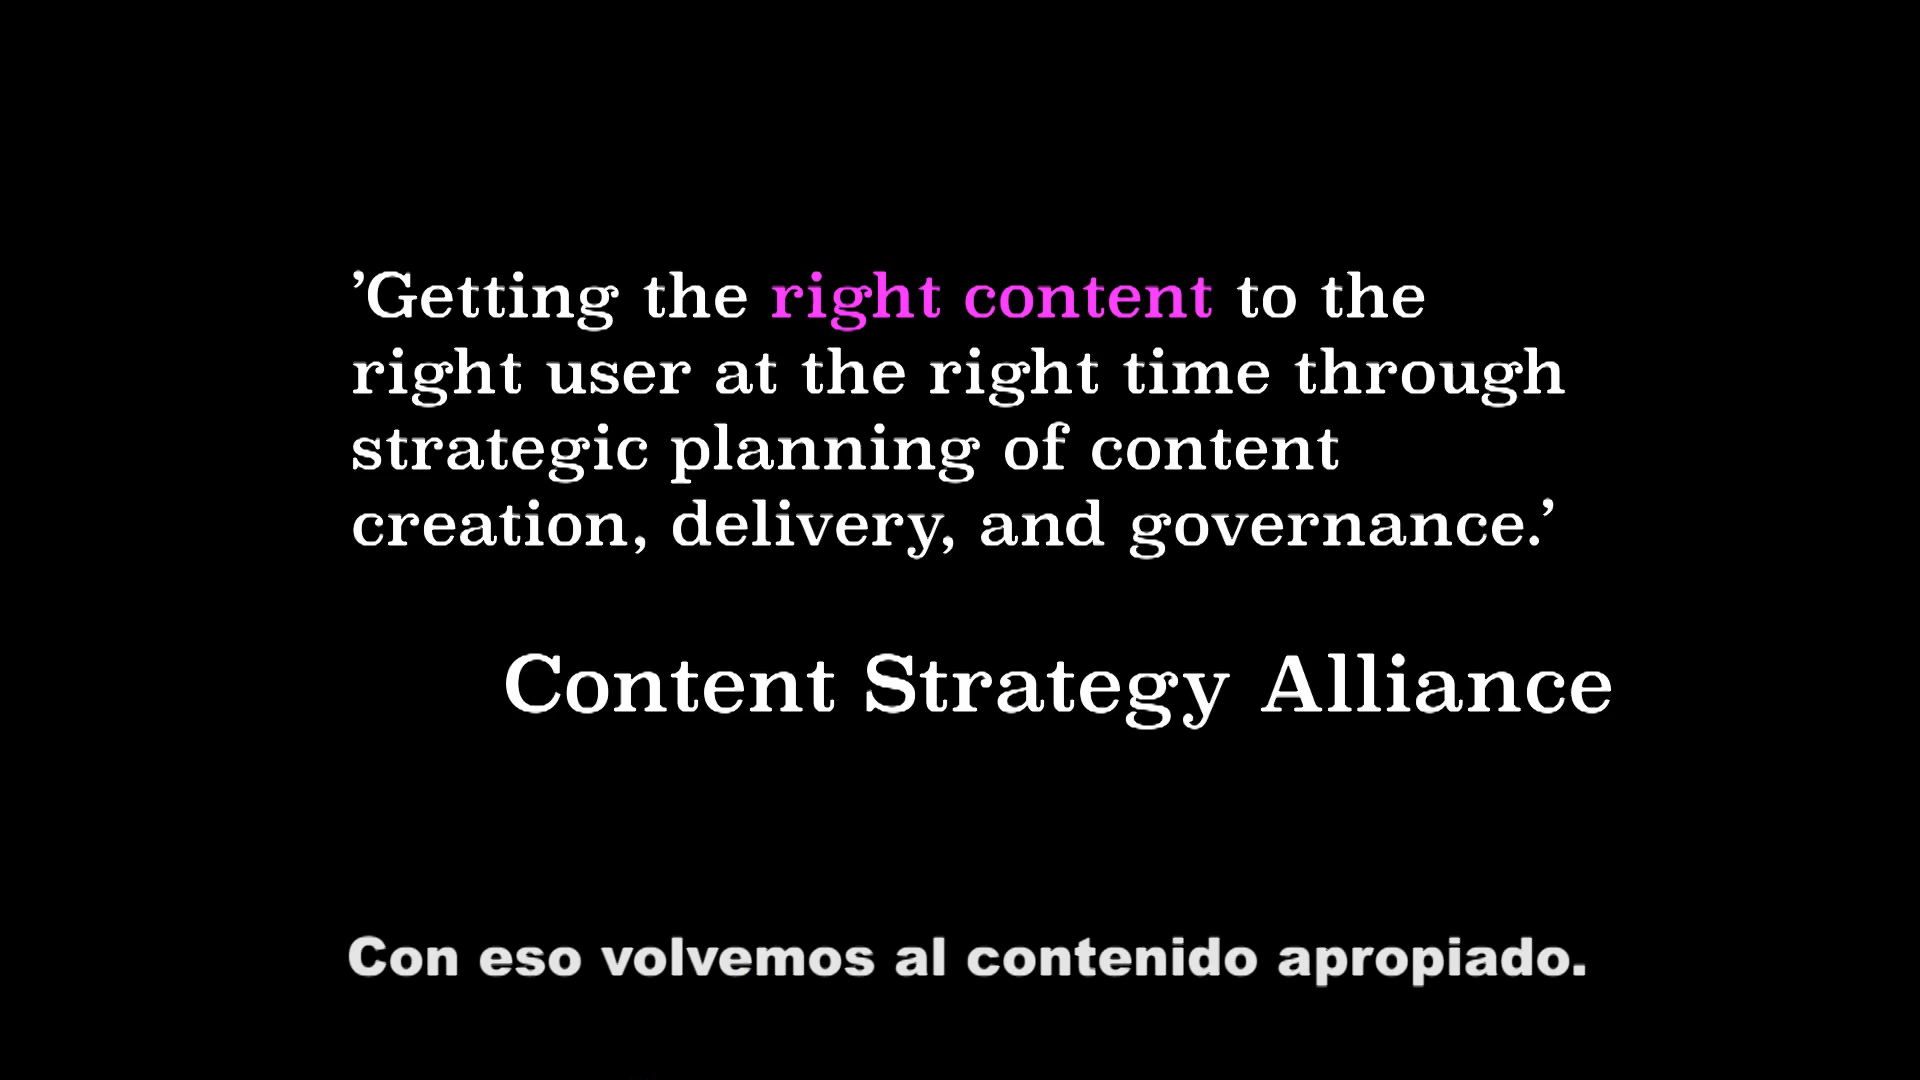 ’Getting the right content to the
right user at the right time through
strategic planning of content
creation, delivery, and governance.’
Content Strategy Alliance
Con eso volvemos al contenido apropiado.